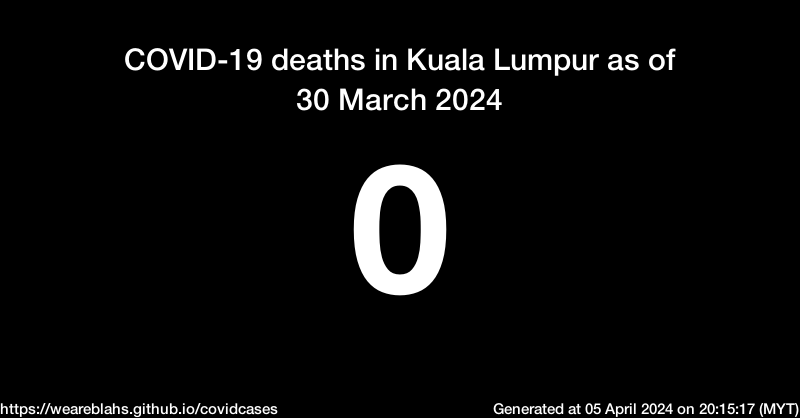 COVID-19 deaths in Kuala Lumpur as of
30 March 2024
0
https://weareblahs.github.io/covidcases
Generated at 05 April 2024 on 20:15:17 (MYT)